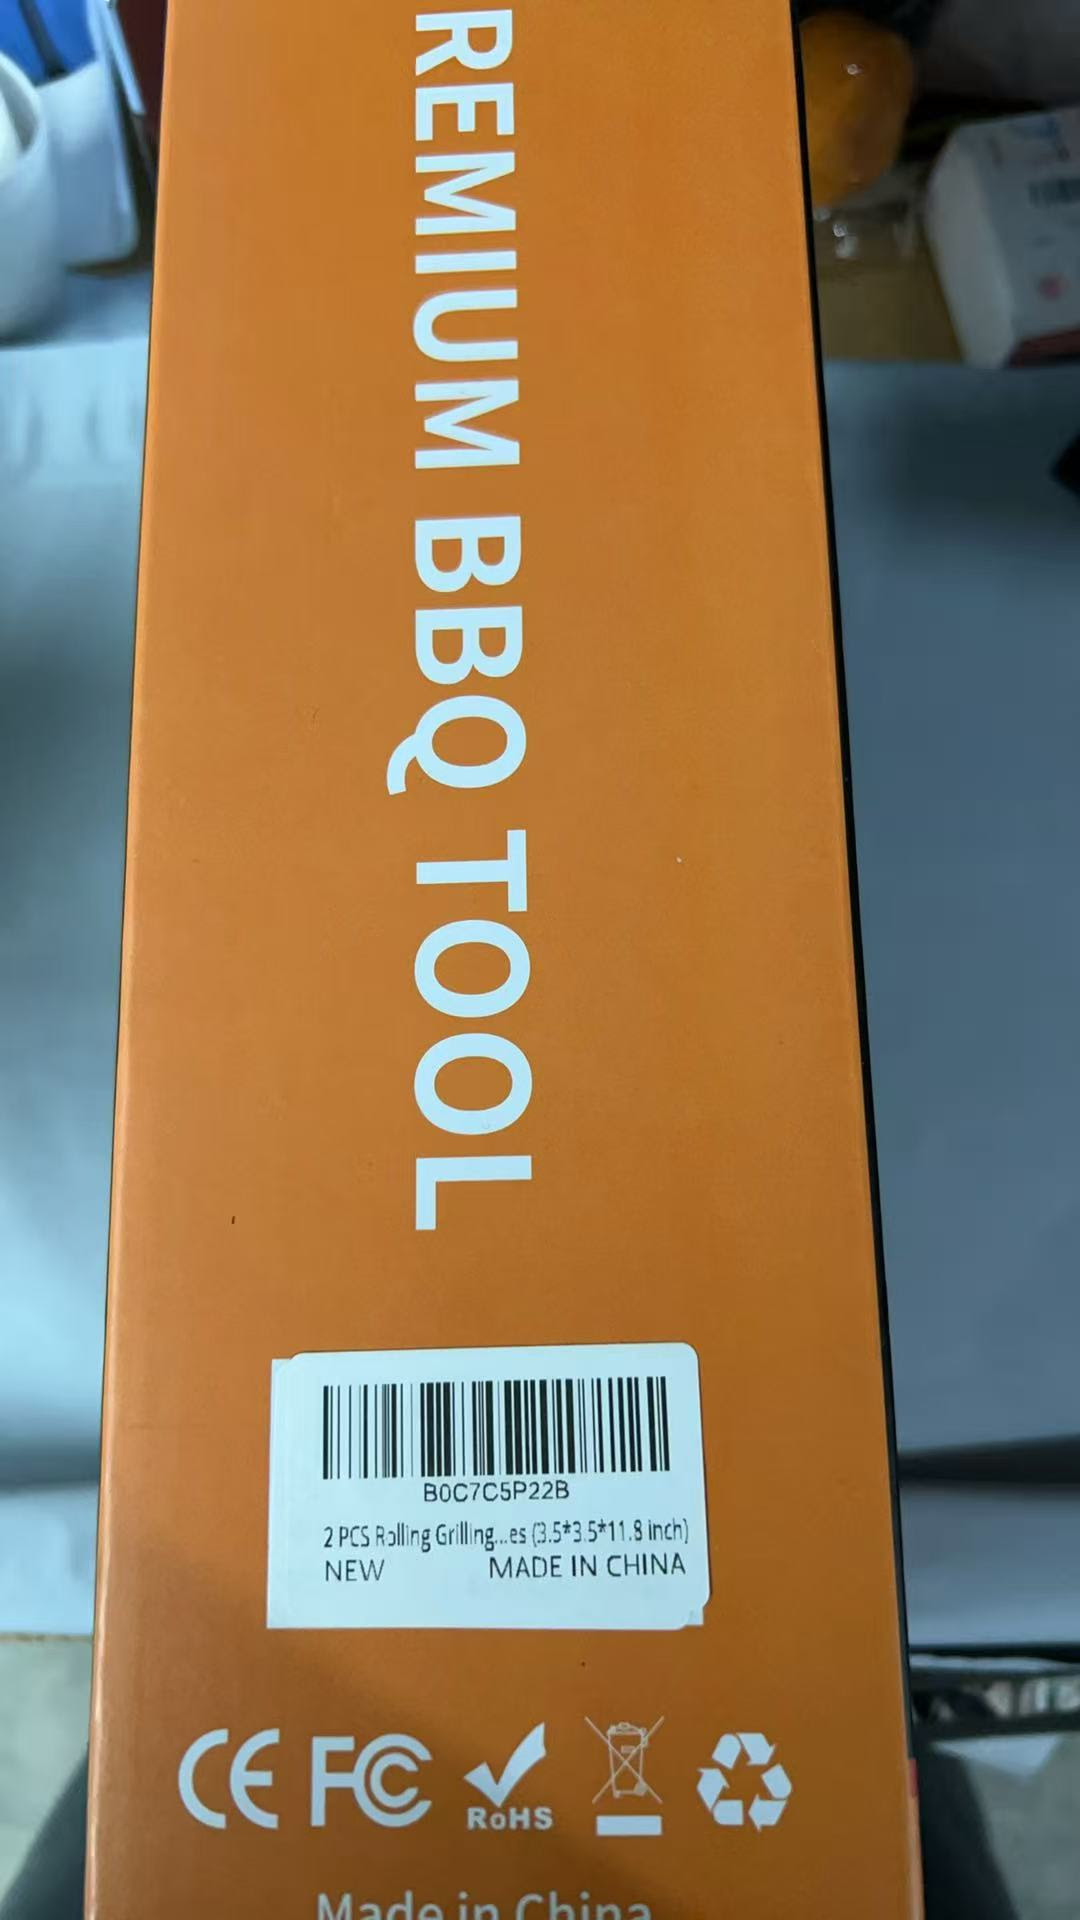 REMIUM BBQ TOOL
B0C7C5P22B
2 PCS Rolling Grilling...es (3.5*3.5*11.8 inch)
NEW MADE IN CHINA
CE FC RoHS
Made in China